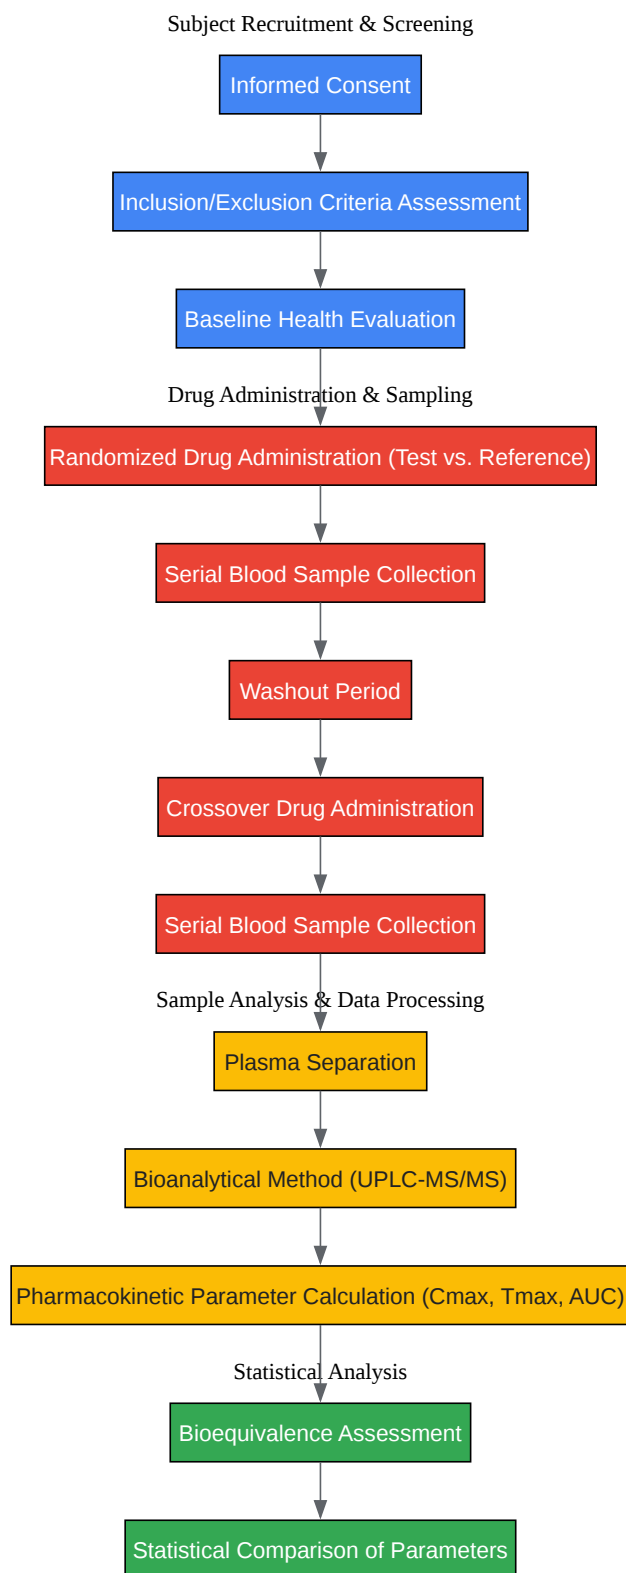 Subject Recruitment & Screening
Informed Consent
Inclusion/Exclusion Criteria Assessment
Baseline Health Evaluation
Drug Administration & Sampling
Randomized Drug Administration (Test vs. Reference)
Serial Blood Sample Collection
Washout Period
Crossover Drug Administration
Serial Blood Sample Collection
Sample Analysis & Data Processing
Plasma Separation
Bioanalytical Method (UPLC-MS/MS)
Pharmacokinetic Parameter Calculation (Cmax, Tmax, AUC)
Statistical Analysis
Bioequivalence Assessment
Statistical Comparison of Parameters